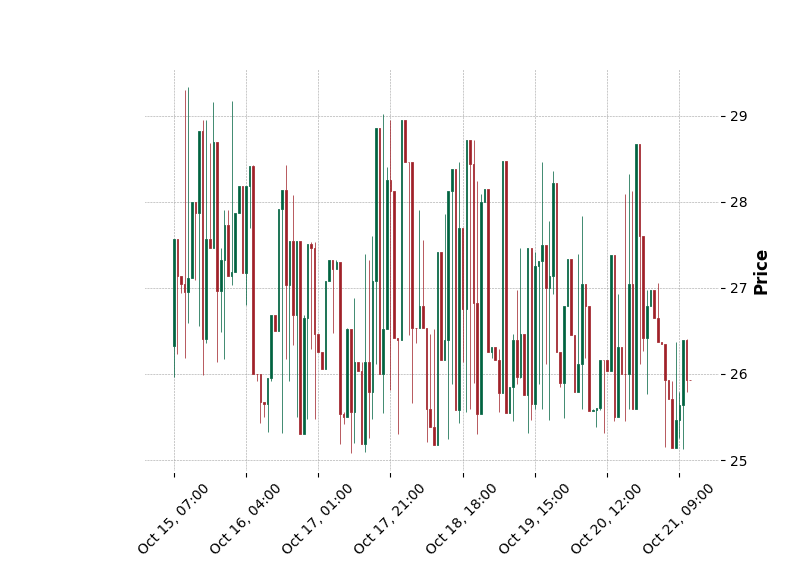 29
28
27
26
25
Price
Oct 15, 07:00
Oct 16, 04:00
Oct 17, 01:00
Oct 17, 21:00
Oct 18, 18:00
Oct 19, 15:00
Oct 20, 12:00
Oct 21, 09:00